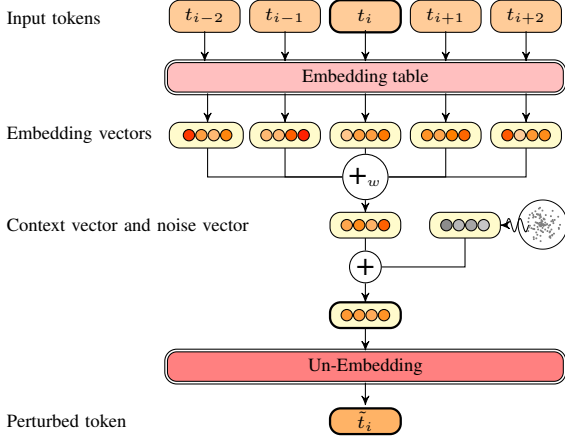 Input tokens
t_{i−2} t_{i−1} t_i t_{i+1} t_{i+2}
Embedding table
Embedding vectors
+_w
Context vector and noise vector
+
Un-Embedding
Perturbed token
t̃_i